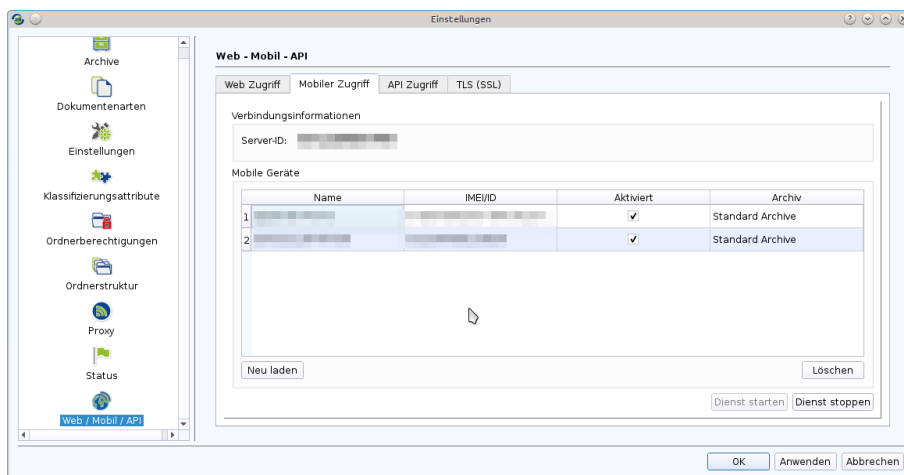 Einstellungen
Archive
Dokumentenarten
Einstellungen
Klassifizierungsattribute
Ordnerberechtigungen
Ordnerstruktur
Proxy
Status
Web / Mobil / API
Web - Mobil - API
Web Zugriff Mobiler Zugriff API Zugriff TLS (SSL)
Verbindungsinformationen
Server-ID:
Mobile Geräte
Name IMEI/ID Aktiviert Archiv
1 Standard Archive
2 Standard Archive
Neu laden Löschen
Dienst starten Dienst stoppen
OK Anwenden Abbrechen